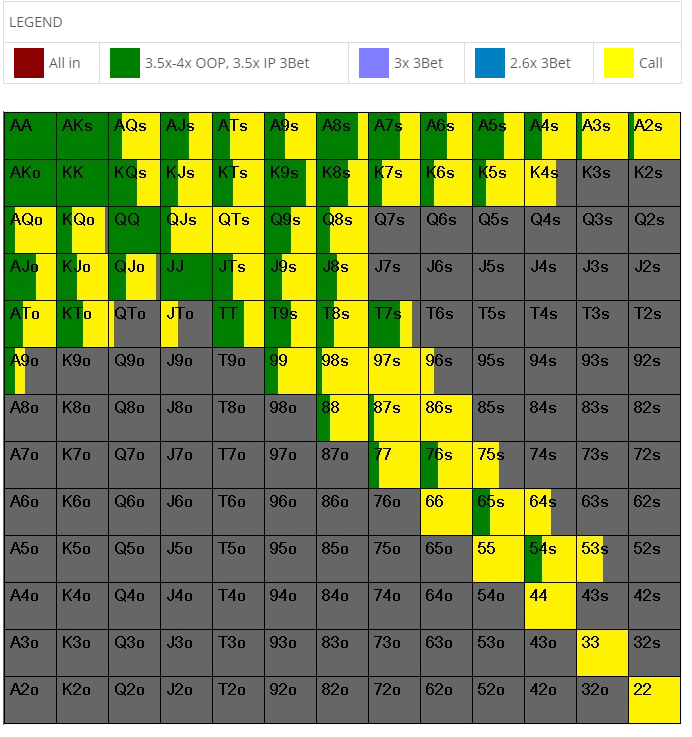 LEGEND
All in 3.5x-4x OOP, 3.5x IP 3Bet 3x 3Bet 2.6x 3Bet Call
AA AKs AQs AJs ATs A9s A8s A7s A6s A5s A4s A3s A2s
AKo KK KQs KJs KTs K9s K8s K7s K6s K5s K4s K3s K2s
AQo KQo QQ QJs QTs Q9s Q8s Q7s Q6s Q5s Q4s Q3s Q2s
AJo KJo QJo JJ JTs J9s J8s J7s J6s J5s J4s J3s J2s
ATo KTo QTo JTo TT T9s T8s T7s T6s T5s T4s T3s T2s
A9o K9o Q9o J9o T9o 99 98s 97s 96s 95s 94s 93s 92s
A8o K8o Q8o J8o T8o 98o 88 87s 86s 85s 84s 83s 82s
A7o K7o Q7o J7o T7o 97o 87o 77 76s 75s 74s 73s 72s
A6o K6o Q6o J6o T6o 96o 86o 76o 66 65s 64s 63s 62s
A5o K5o Q5o J5o T5o 95o 85o 75o 65o 55 54s 53s 52s
A4o K4o Q4o J4o T4o 94o 84o 74o 64o 54o 44 43s 42s
A3o K3o Q3o J3o T3o 93o 83o 73o 63o 53o 43o 33 32s
A2o K2o Q2o J2o T2o 92o 82o 72o 62o 52o 42o 32o 22